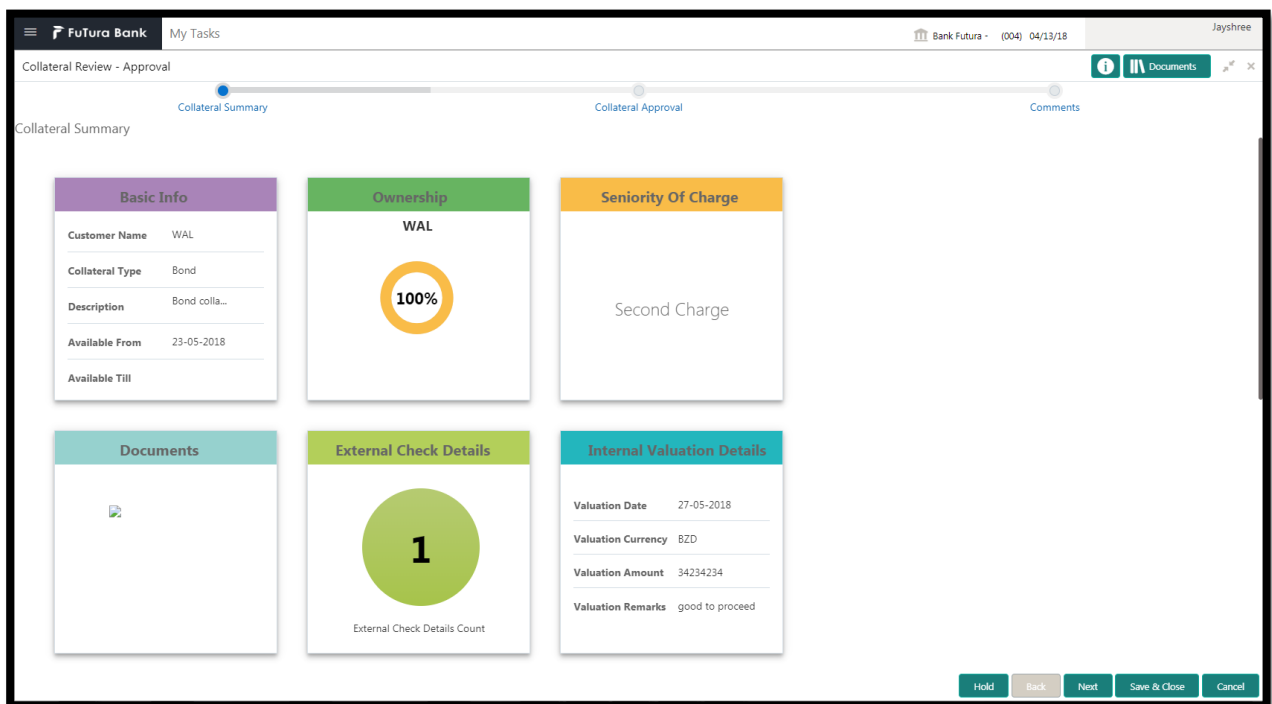 FuTura Bank
My Tasks
Bank Futura - (004) 04/13/18
Jayshree
Collateral Review - Approval
i
Documents
Collateral Summary
Collateral Approval
Comments
Collateral Summary
Basic Info
Customer Name WAL
Collateral Type Bond
Description Bond colla...
Available From 23-05-2018
Available Till
Ownership
WAL
100%
Seniority Of Charge
Second Charge
Documents
External Check Details
1
External Check Details Count
Internal Valuation Details
Valuation Date 27-05-2018
Valuation Currency BZD
Valuation Amount 34234234
Valuation Remarks good to proceed
Hold
Back
Next
Save & Close
Cancel